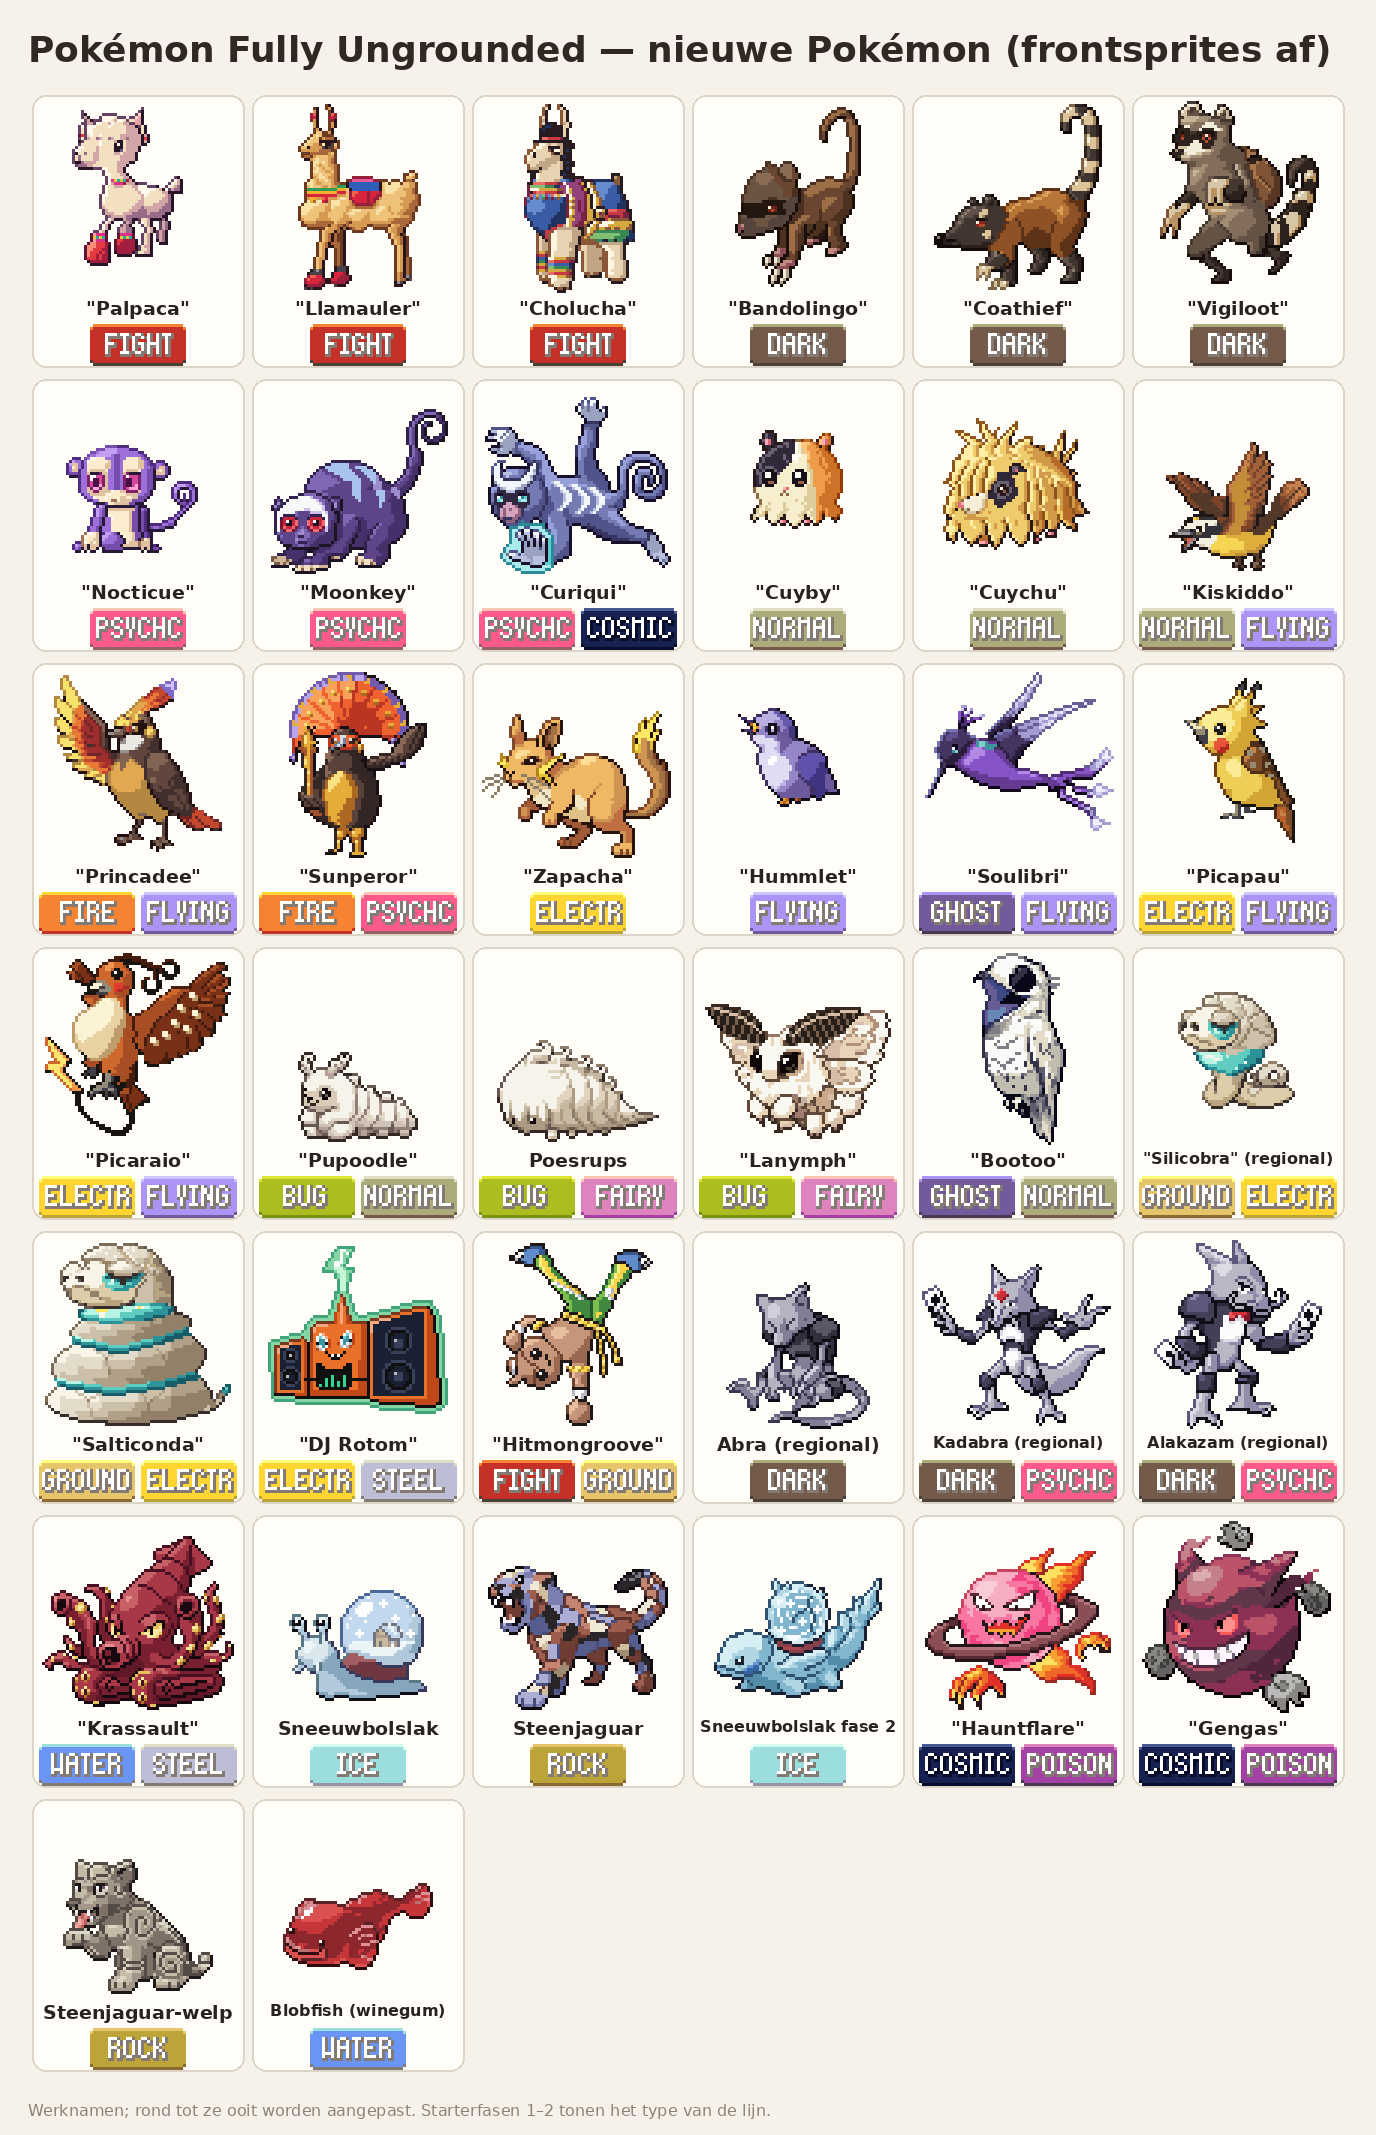 Pokémon Fully Ungrounded — nieuwe Pokémon (frontsprites af)
"Palpaca" "Llamauler" "Cholucha" "Bandolingo" "Coathief" "Vigiloot"
FIGHT FIGHT FIGHT DARK DARK DARK
"Nocticue" "Moonkey" "Curiqui" "Cuyby" "Cuychu" "Kiskiddo"
PSYCHC PSYCHC PSYCHC COSMIC NORMAL NORMAL NORMAL FLYING
"Princadee" "Sunperor" "Zapacha" "Hummlet" "Soulibri" "Picapau"
FIRE FLYING FIRE PSYCHC ELECTR FLYING GHOST FLYING ELECTR FLYING
"Picaraio" "Pupoodle" Poesrups "Lanymph" "Bootoo" "Silicobra" (regional)
ELECTR FLYING BUG NORMAL BUG FAIRY BUG FAIRY GHOST NORMAL GROUND ELECTR
"Salticonda" "DJ Rotom" "Hitmongroove" Abra (regional) Kadabra (regional) Alakazam (regional)
GROUND ELECTR ELECTR STEEL FIGHT GROUND DARK DARK PSYCHC DARK PSYCHC
"Krassault" Sneeuwbolslak Steenjaguar Sneeuwbolslak fase 2 "Hauntflare" "Gengas"
WATER STEEL ICE ROCK ICE COSMIC POISON COSMIC POISON
Steenjaguar-welp Blobfish (winegum)
ROCK WATER
Werknamen; rond tot ze ooit worden aangepast. Starterfasen 1–2 tonen het type van de lijn.